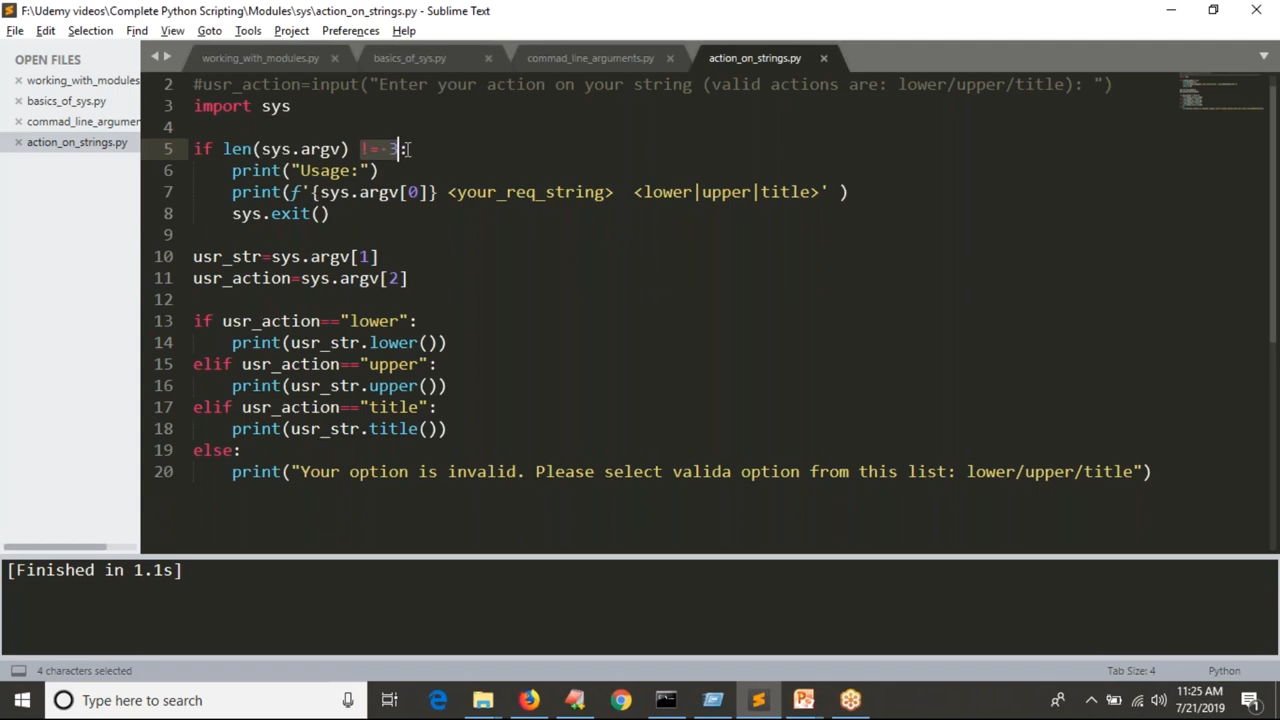 F:\Udemy videos\Complete Python Scripting\Modules\sys\action_on_strings.py - Sublime Text
File Edit Selection View Goto Tools Project Preferences Help
OPEN FILES
working_with_modules
basics_of_sys.py
commad_line_argumen
action_on_strings.py
working_with_modules.py
basics_of_sys.py
commad_line_arguments.py
action_on_strings.py
2 #usr_action=input("Enter your action on your string (valid actions are: lower/upper/title): ")
3 import sys
4
5 if len(sys.argv) != 3:
6 print("Usage:")
7 print(f'{sys.argv[0]} <your_req_string>  <lower|upper|title>' )
8 sys.exit()
9
10 usr_str=sys.argv[1]
11 usr_action=sys.argv[2]
12
13 if usr_action=="lower":
14 print(usr_str.lower())
15 elif usr_action=="upper":
16 print(usr_str.upper())
17 elif usr_action=="title":
18 print(usr_str.title())
19 else:
20 print("Your option is invalid. Please select valida option from this list: lower/upper/title")
[Finished in 1.1s]
4 characters selected
Tab Size: 4
Python
Type here to search
11:25 AM
7/21/2019